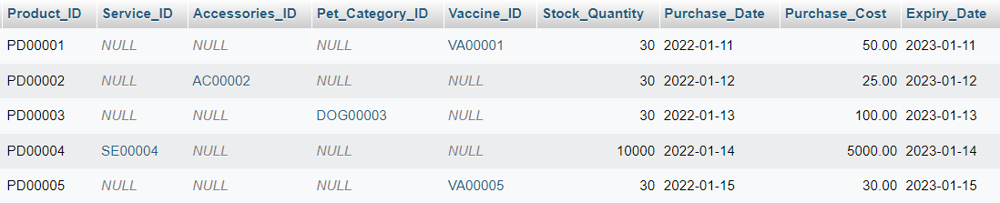 Product_ID Service_ID Accessories_ID Pet_Category_ID Vaccine_ID Stock_Quantity Purchase_Date Purchase_Cost Expiry_Date
PD00001 NULL NULL NULL VA00001 30 2022-01-11 50.00 2023-01-11
PD00002 NULL AC00002 NULL NULL 30 2022-01-12 25.00 2023-01-12
PD00003 NULL NULL DOG00003 NULL 30 2022-01-13 100.00 2023-01-13
PD00004 SE00004 NULL NULL NULL 10000 2022-01-14 5000.00 2023-01-14
PD00005 NULL NULL NULL VA00005 30 2022-01-15 30.00 2023-01-15